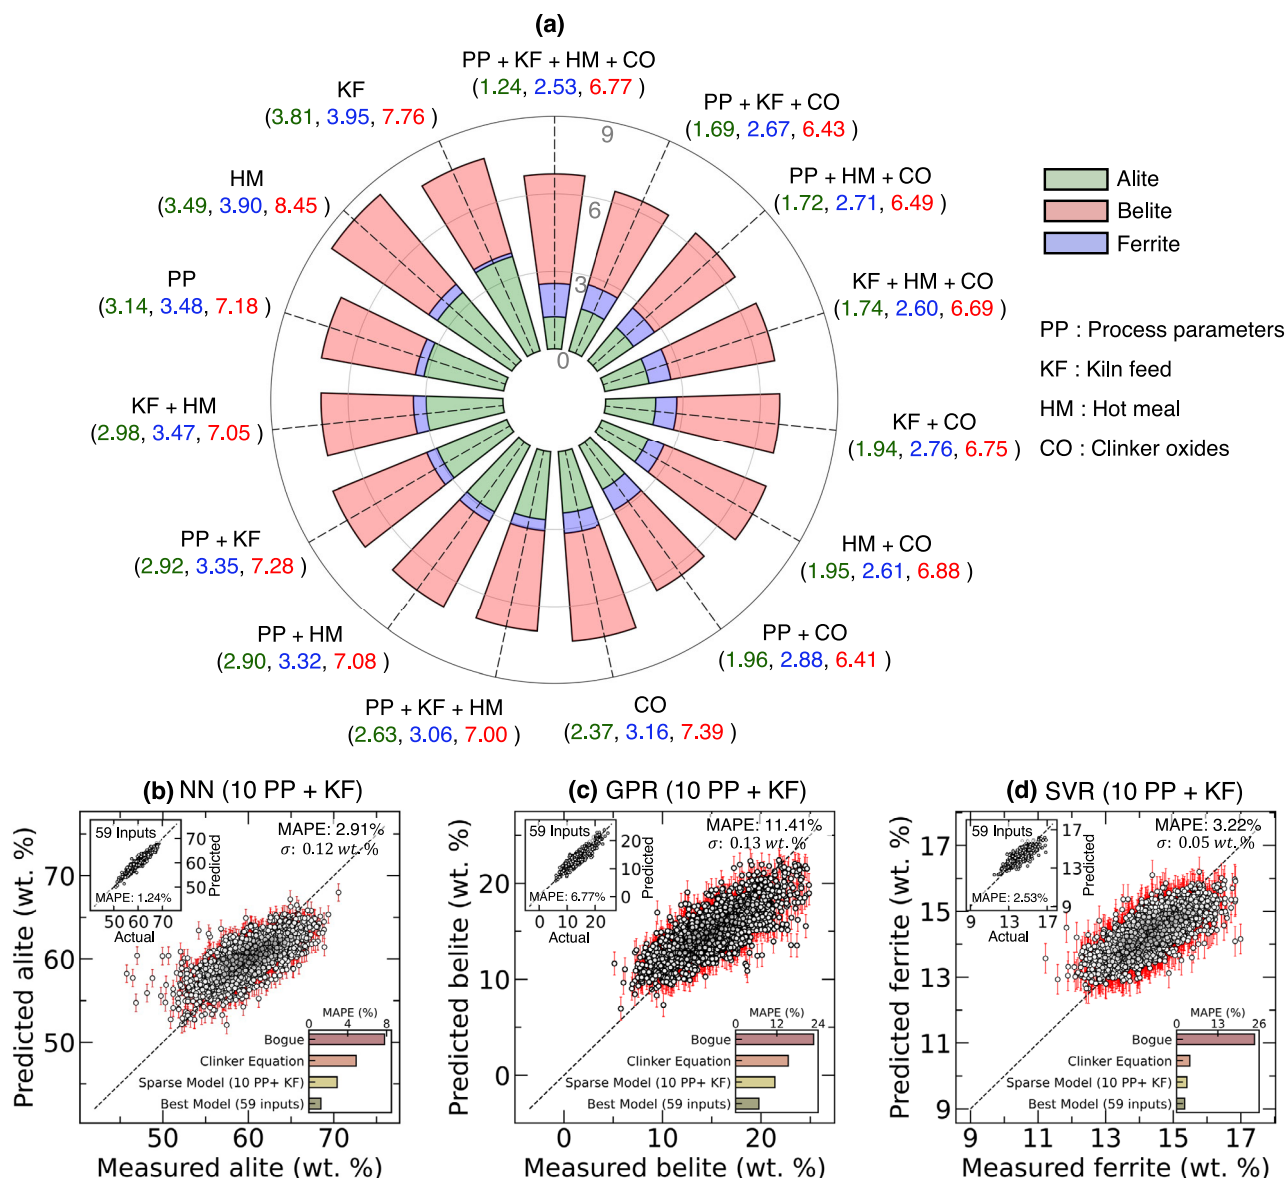 (a)
PP + KF + HM + CO
(1.24, 2.53, 6.77 )
KF
(3.81, 3.95, 7.76 )
PP + KF + CO
(1.69, 2.67, 6.43 )
HM
(3.49, 3.90, 8.45 )
PP + HM + CO
(1.72, 2.71, 6.49 )
PP
(3.14, 3.48, 7.18 )
KF + HM + CO
(1.74, 2.60, 6.69 )
KF + HM
(2.98, 3.47, 7.05 )
KF + CO
(1.94, 2.76, 6.75 )
PP + KF
(2.92, 3.35, 7.28 )
HM + CO
(1.95, 2.61, 6.88 )
PP + HM
(2.90, 3.32, 7.08 )
PP + CO
(1.96, 2.88, 6.41 )
PP + KF + HM
(2.63, 3.06, 7.00 )
CO
(2.37, 3.16, 7.39 )
9
6
3
0
Alite
Belite
Ferrite
PP : Process parameters
KF : Kiln feed
HM : Hot meal
CO : Clinker oxides
(b) NN (10 PP + KF)
MAPE: 2.91%
σ: 0.12 wt.%
59 Inputs
MAPE: 1.24%
70
60
50
Predicted
50 60 70
Actual
Predicted alite (wt. %)
70
60
50
MAPE (%)
0 4 8
Bogue
Clinker Equation
Sparse Model (10 PP+ KF)
Best Model (59 inputs)
50 60 70
Measured alite (wt. %)
(c) GPR (10 PP + KF)
MAPE: 11.41%
σ: 0.13 wt.%
59 Inputs
MAPE: 6.77%
20
10
0
Predicted
0 10 20
Actual
Predicted belite (wt. %)
20
10
0
MAPE (%)
0 12 24
Bogue
Clinker Equation
Sparse Model (10 PP+ KF)
Best Model (59 inputs)
0 10 20
Measured belite (wt. %)
(d) SVR (10 PP + KF)
MAPE: 3.22%
σ: 0.05 wt.%
59 Inputs
MAPE: 2.53%
17
13
9
Predicted
9 13 17
Actual
Predicted ferrite (wt. %)
17
15
13
11
9
MAPE (%)
0 13 26
Bogue
Clinker Equation
Sparse Model (10 PP+ KF)
Best Model (59 inputs)
9 11 13 15 17
Measured ferrite (wt. %)